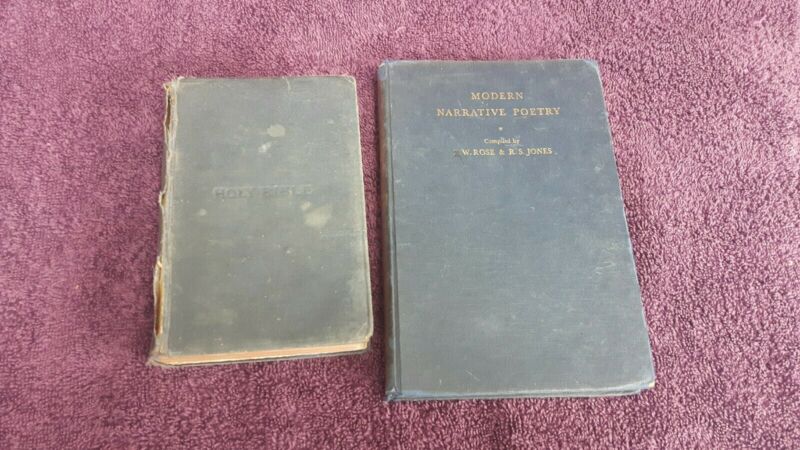 HOLY BIBLE
MODERN
NARRATIVE POETRY
Compiled by
W. ROSE & R. S. JONES